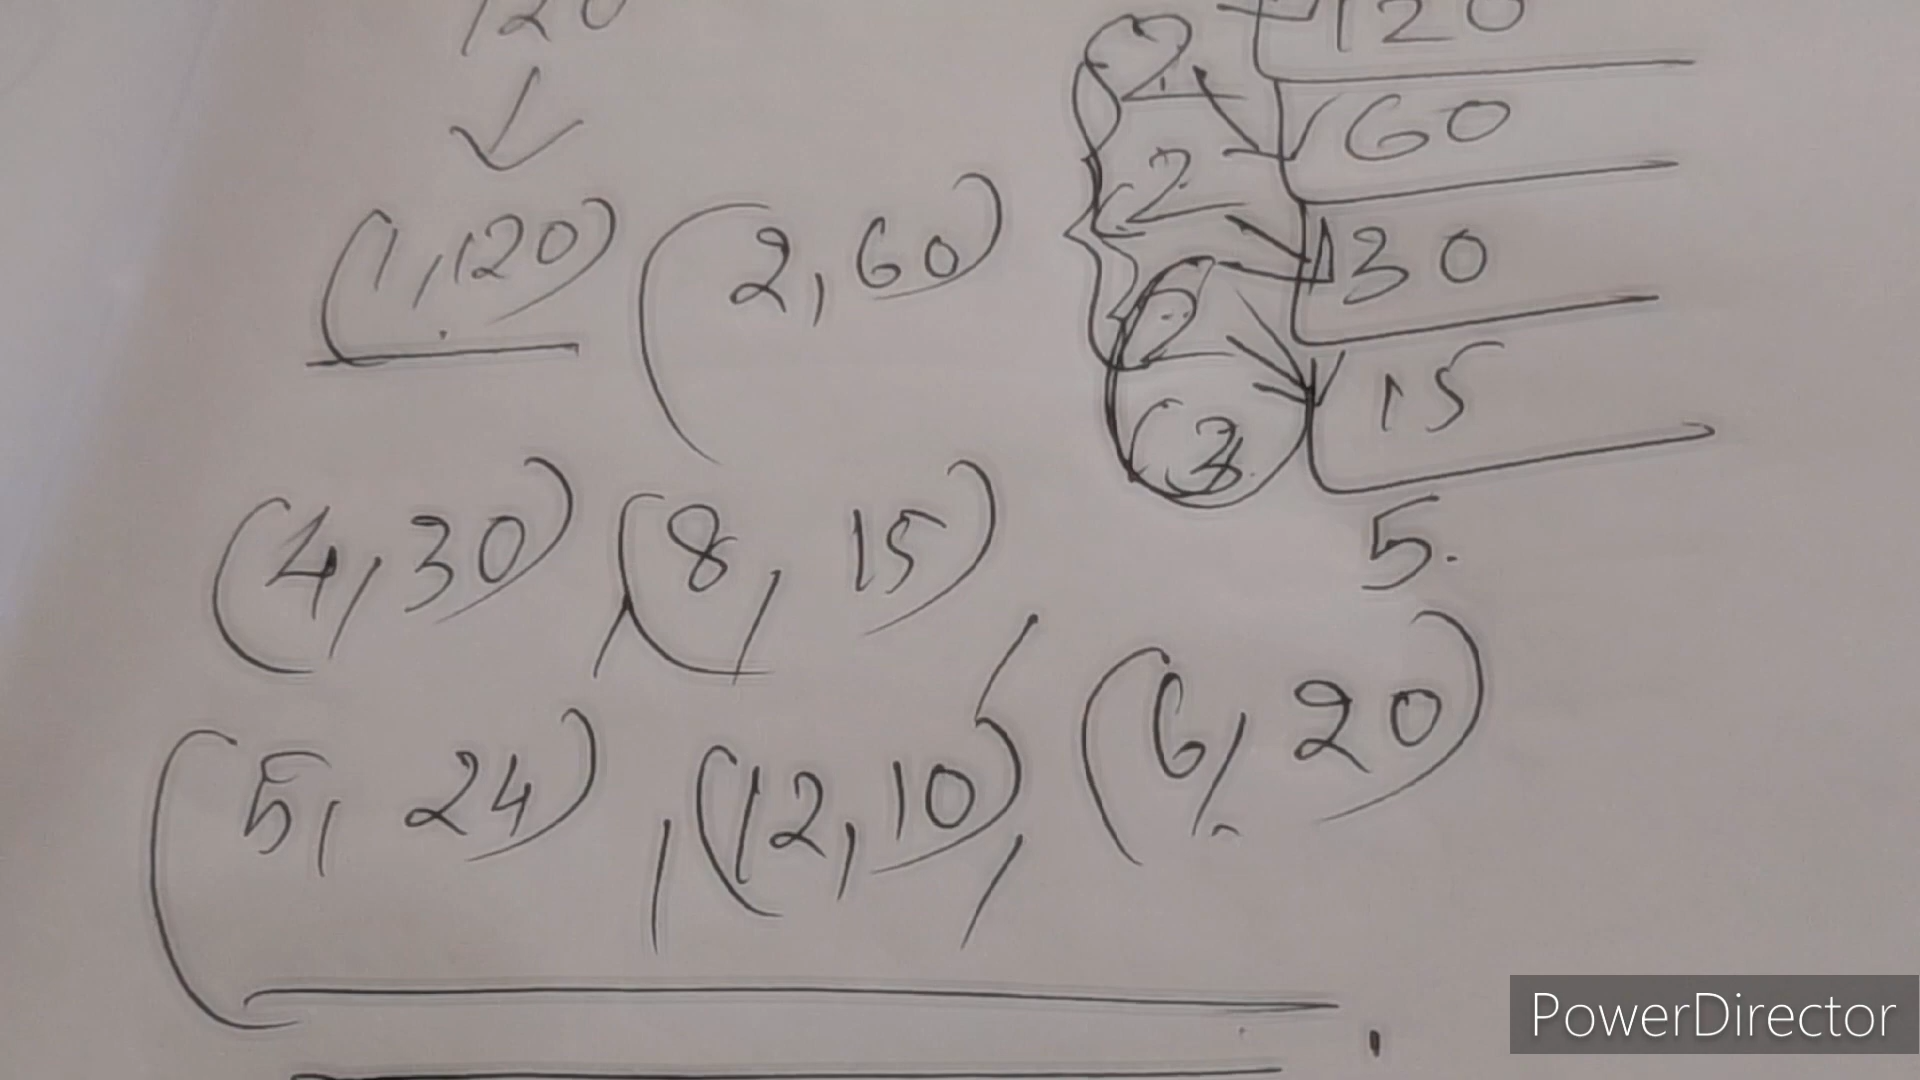 120
(1,120) (2,60)
(4,30), (8, 15)
(5, 24), (12,10), (6, 20)
120
2 60
2 30
2 15
3
5.
PowerDirector